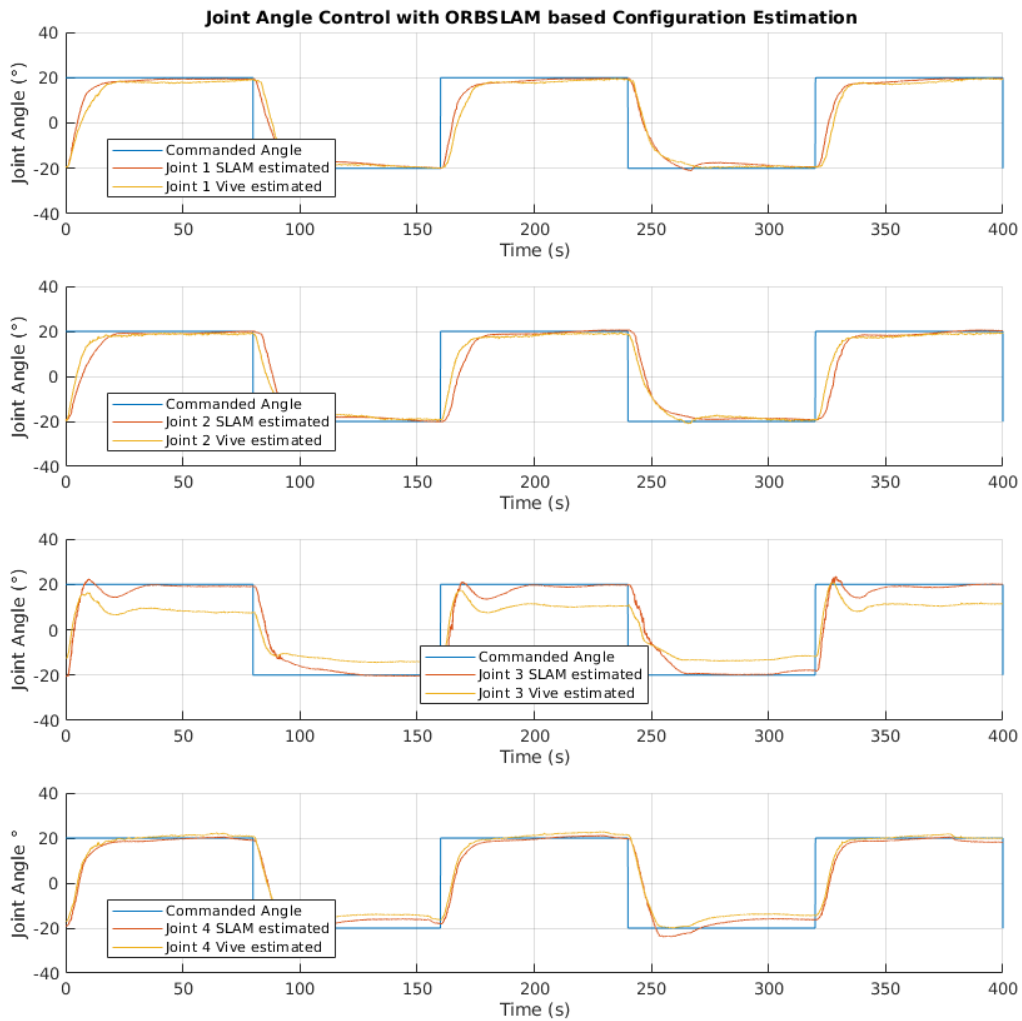 Joint Angle Control with ORBSLAM based Configuration Estimation
40
20
0
-20
-40
Joint Angle (°)
Commanded Angle
Joint 1 SLAM estimated
Joint 1 Vive estimated
0 50 100 150 200 250 300 350 400
Time (s)
40
20
0
-20
-40
Joint Angle (°)
Commanded Angle
Joint 2 SLAM estimated
Joint 2 Vive estimated
0 50 100 150 200 250 300 350 400
Time (s)
40
20
0
-20
-40
Joint Angle (°)
Commanded Angle
Joint 3 SLAM estimated
Joint 3 Vive estimated
0 50 100 150 200 250 300 350 400
Time (s)
40
20
0
-20
-40
Joint Angle °
Commanded Angle
Joint 4 SLAM estimated
Joint 4 Vive estimated
0 50 100 150 200 250 300 350 400
Time (s)